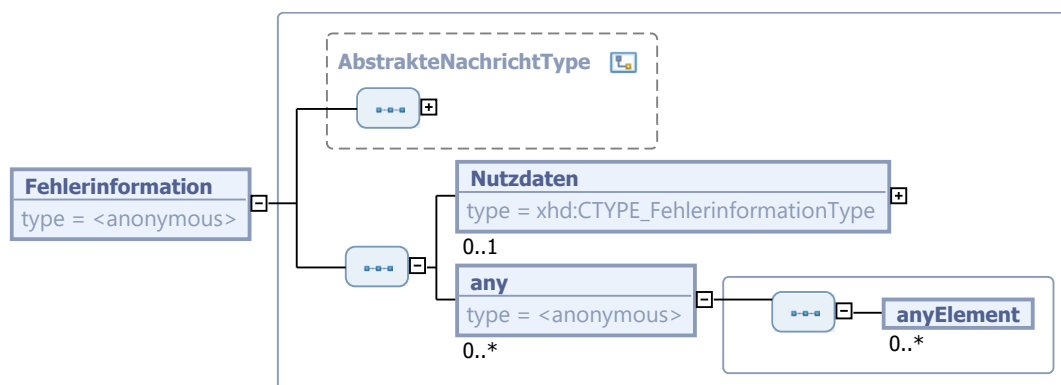 AbstrakteNachrichtType
Fehlerinformation
type = <anonymous>
Nutzdaten
type = xhd:CTYPE_FehlerinformationType
0..1
any
type = <anonymous>
0..*
anyElement
0..*